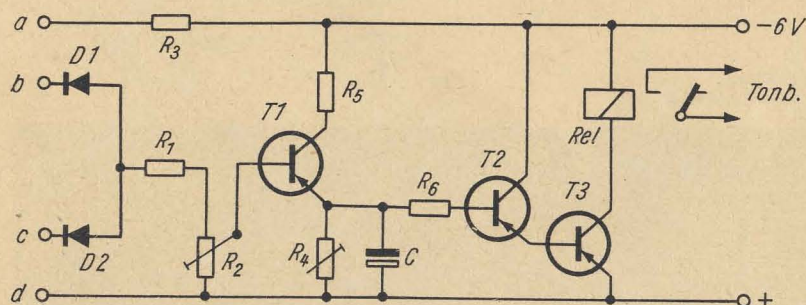 a
R3
−6V
b
D1
T1
R5
Rel
Tonb.
R1
T2
T3
c
D2
R2
R4
C
R6
d
+